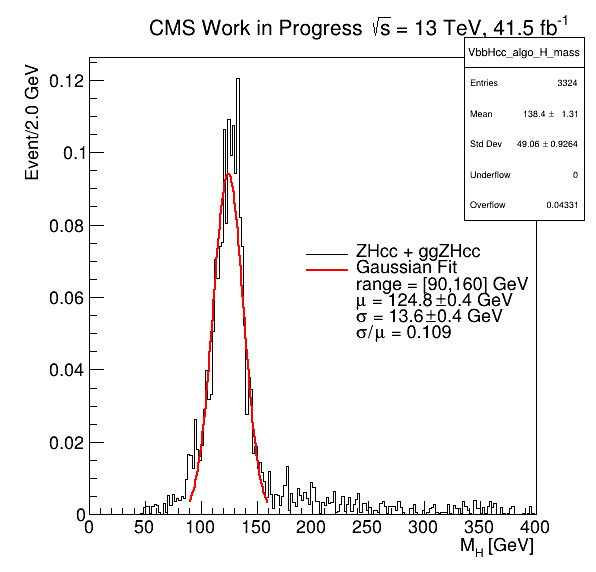 CMS Work in Progress √s = 13 TeV, 41.5 fb⁻¹
VbbHcc_algo_H_mass
Entries 3324
Mean 138.4 ± 1.31
Std Dev 49.06 ± 0.9264
Underflow 0
Overflow 0.04331
Event/2.0 GeV
0.12
0.1
0.08
0.06
0.04
0.02
0
ZHcc + ggZHcc
Gaussian Fit
range = [90,160] GeV
μ = 124.8±0.4 GeV
σ = 13.6±0.4 GeV
σ/μ = 0.109
0 50 100 150 200 250 300 350 400
M_H [GeV]